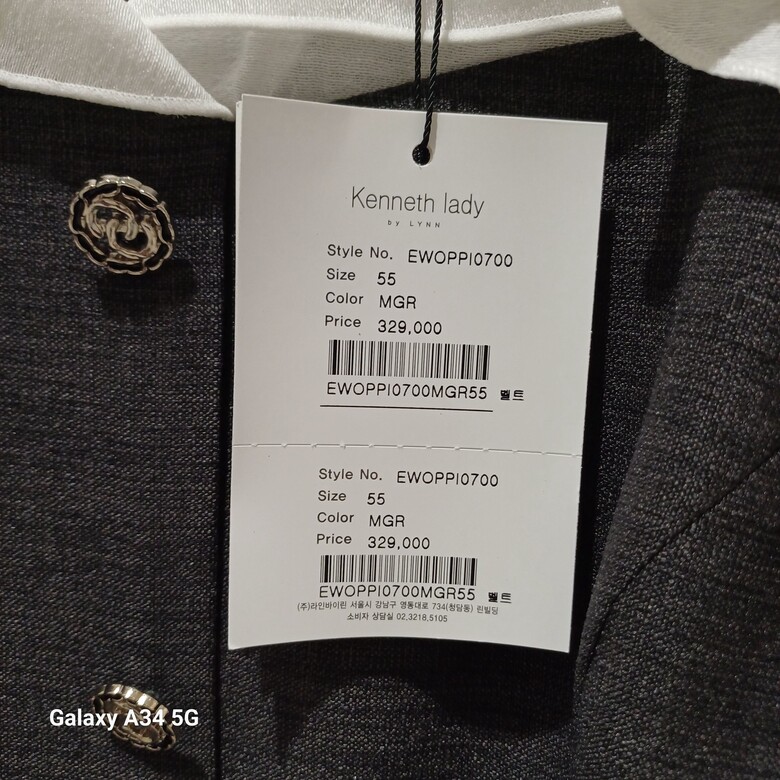 Kenneth lady
by LYNN
Style No. EWOPPI0700
Size 55
Color MGR
Price 329,000
EWOPPI0700MGR55 벨트
Style No. EWOPPI0700
Size 55
Color MGR
Price 329,000
EWOPPI0700MGR55 벨트
(주)라인바이린 서울시 강남구 영동대로 734(청담동) 린빌딩
소비자 상담실 02.3218.5105
Galaxy A34 5G